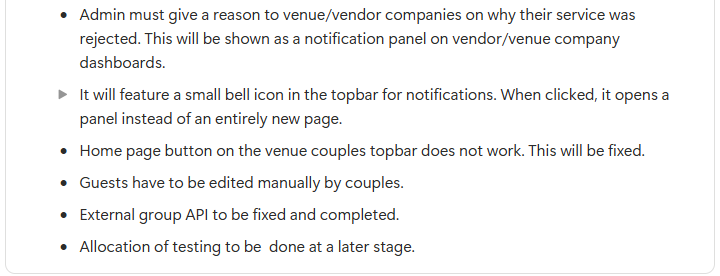 • Admin must give a reason to venue/vendor companies on why their service was
rejected. This will be shown as a notification panel on vendor/venue company
dashboards.
▶ It will feature a small bell icon in the topbar for notifications. When clicked, it opens a
panel instead of an entirely new page.
• Home page button on the venue couples topbar does not work. This will be fixed.
• Guests have to be edited manually by couples.
• External group API to be fixed and completed.
• Allocation of testing to be  done at a later stage.